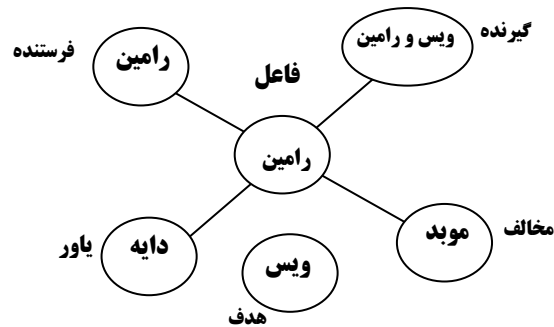 گیرنده
ویس و رامین
رامین
فرستنده
فاعل
رامین
مخالف
موبد
دایه
یاور
ویس
هدف